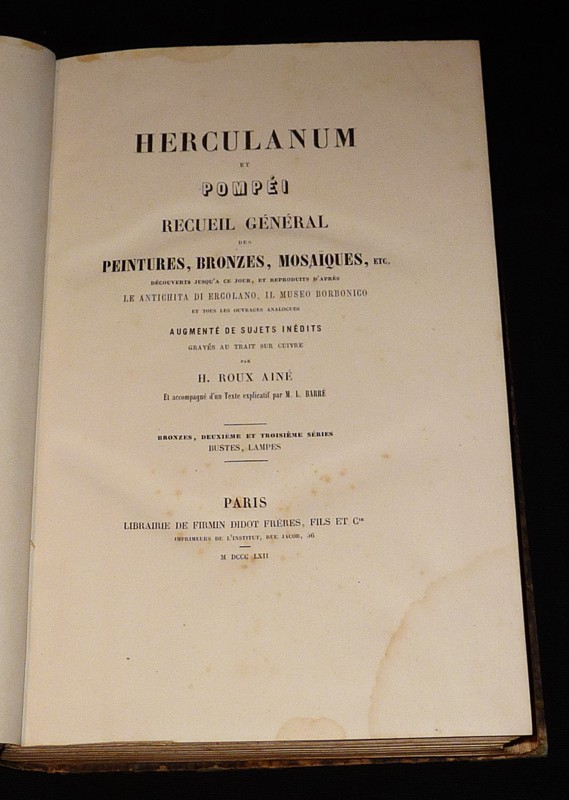 HERCULANUM
ET
POMPÉI
RECUEIL GÉNÉRAL
DES
PEINTURES, BRONZES, MOSAÏQUES, ETC.
DÉCOUVERTS JUSQU'A CE JOUR, ET REPRODUITS D'APRÈS
LE ANTICHITA DI ERCOLANO, IL MUSEO BORBONICO
ET TOUS LES OUVRAGES ANALOGUES
AUGMENTÉ DE SUJETS INÉDITS
GRAVÉS AU TRAIT SUR CUIVRE
PAR
H. ROUX AINÉ
Et accompagné d'un Texte explicatif par M. L. BARRÉ
BRONZES, DEUXIÈME ET TROISIÈME SÉRIES
BUSTES, LAMPES
PARIS
LIBRAIRIE DE FIRMIN DIDOT FRÈRES, FILS ET Cie
IMPRIMEURS DE L'INSTITUT, RUE JACOB, 56
M DCCC LXII